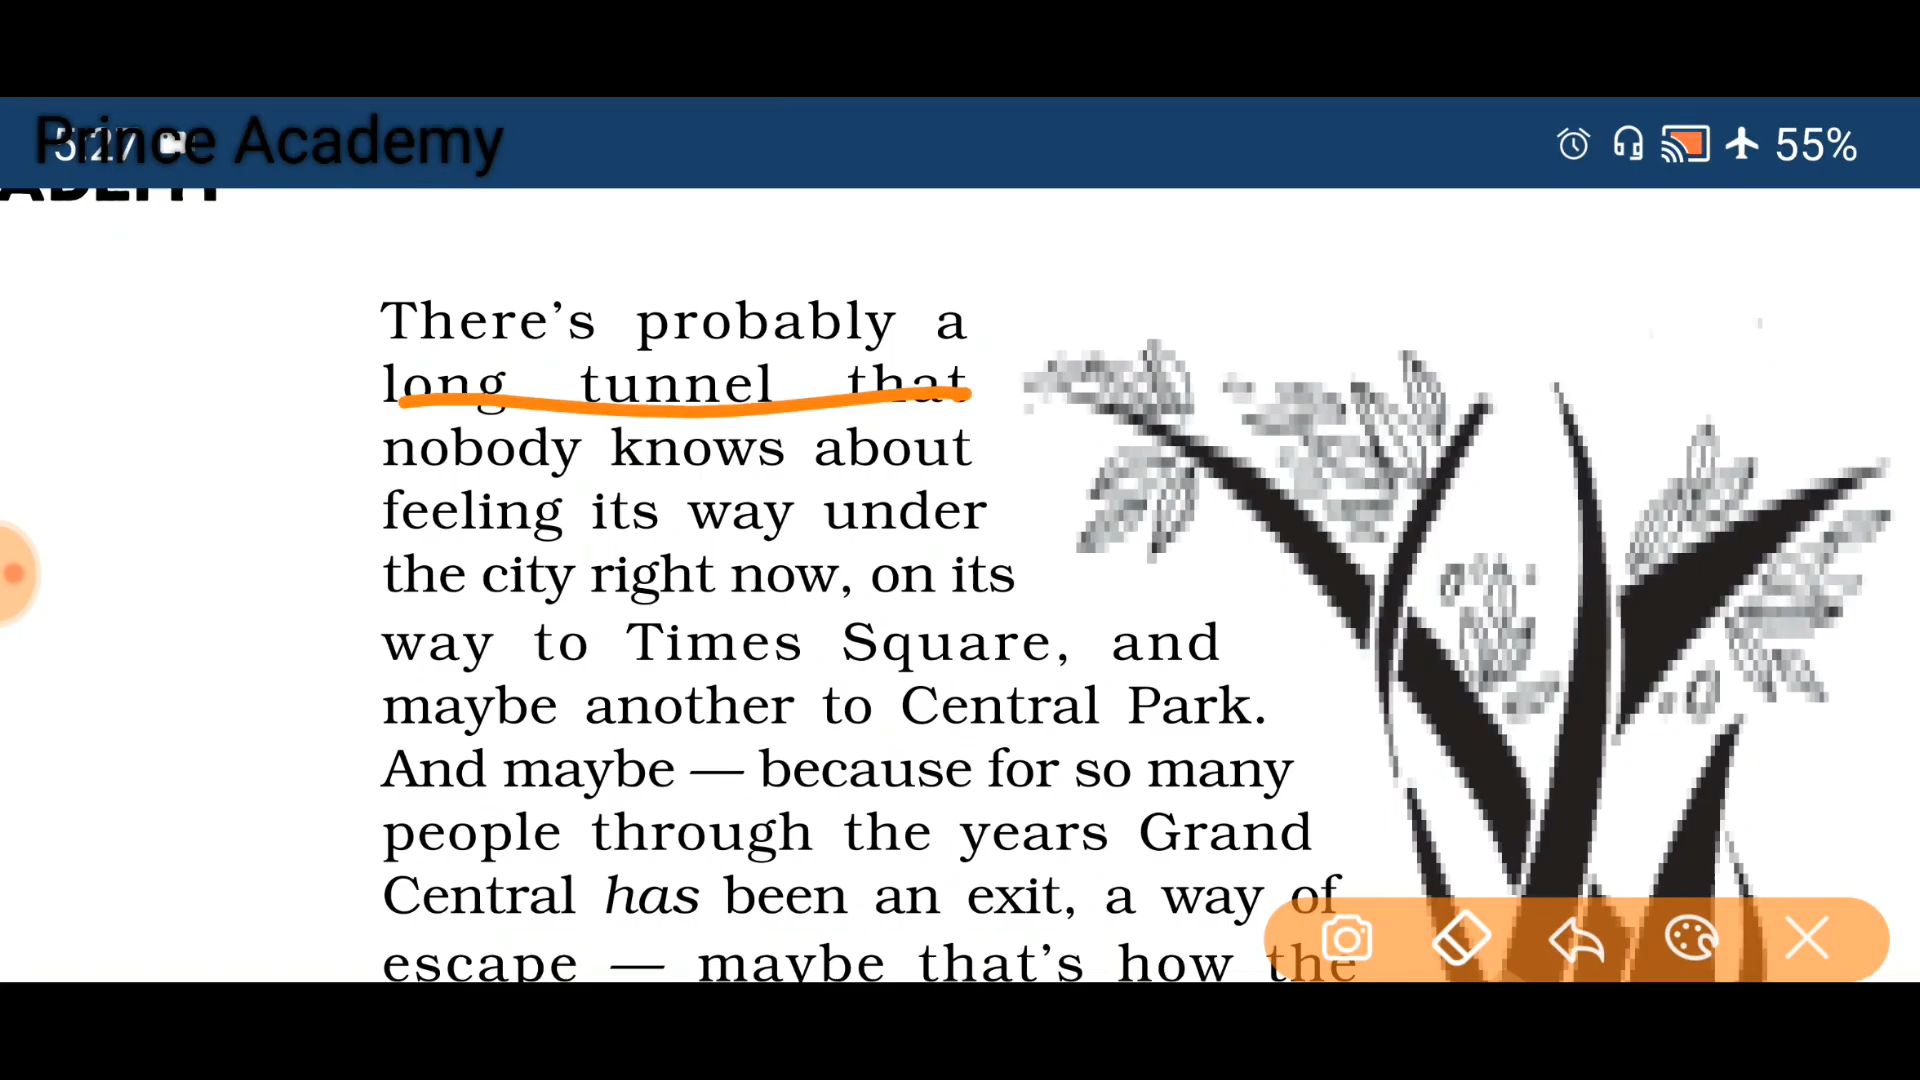 Prince Academy
5:27
55%
There's probably a
long tunnel that
nobody knows about
feeling its way under
the city right now, on its
way to Times Square, and
maybe another to Central Park.
And maybe — because for so many
people through the years Grand
Central has been an exit, a way of
escape — maybe that's how the